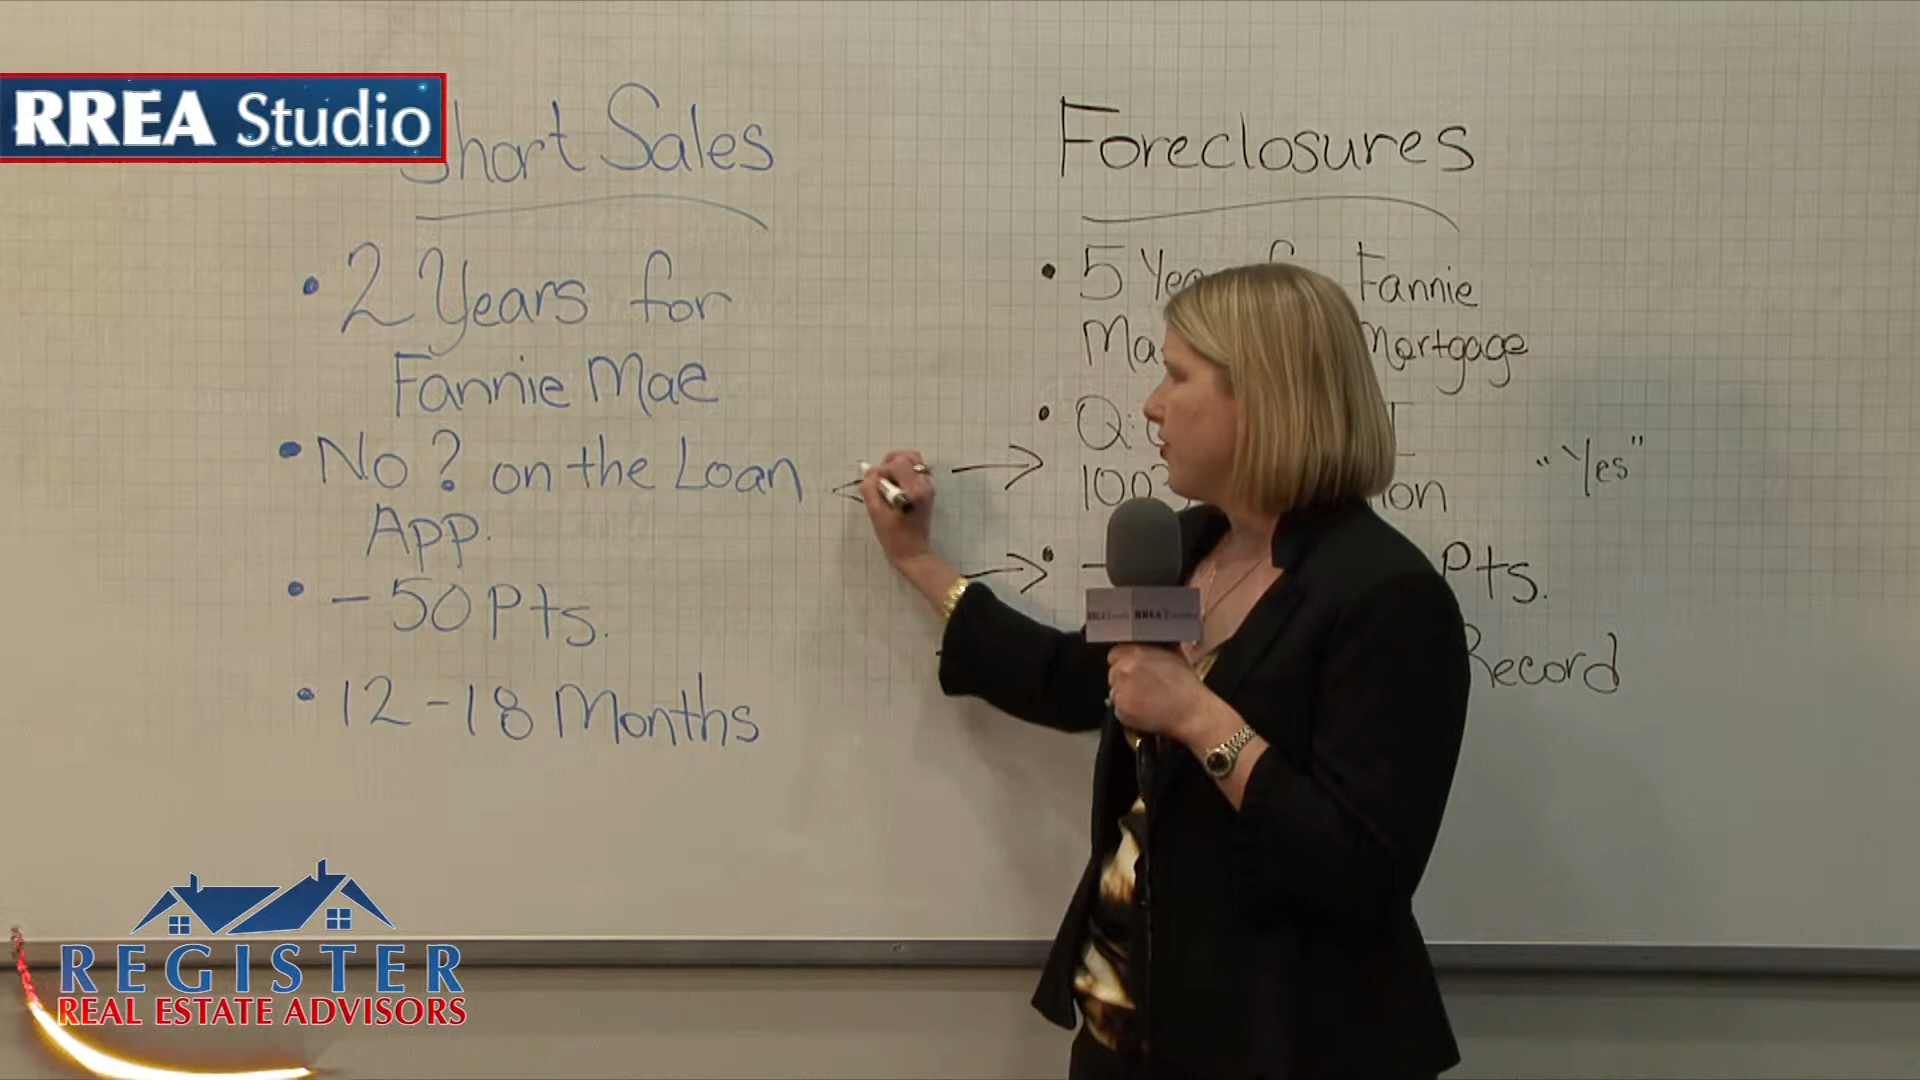 RREA Studio
Short Sales
• 2 Years for
Fannie Mae
• No ? on the Loan
App.
• - 50 Pts.
• 12 - 18 Months
Foreclosures
• 5 Fannie
Mortgage
• Q:
"Yes"
Pts.
Record
REGISTER
REAL ESTATE ADVISORS